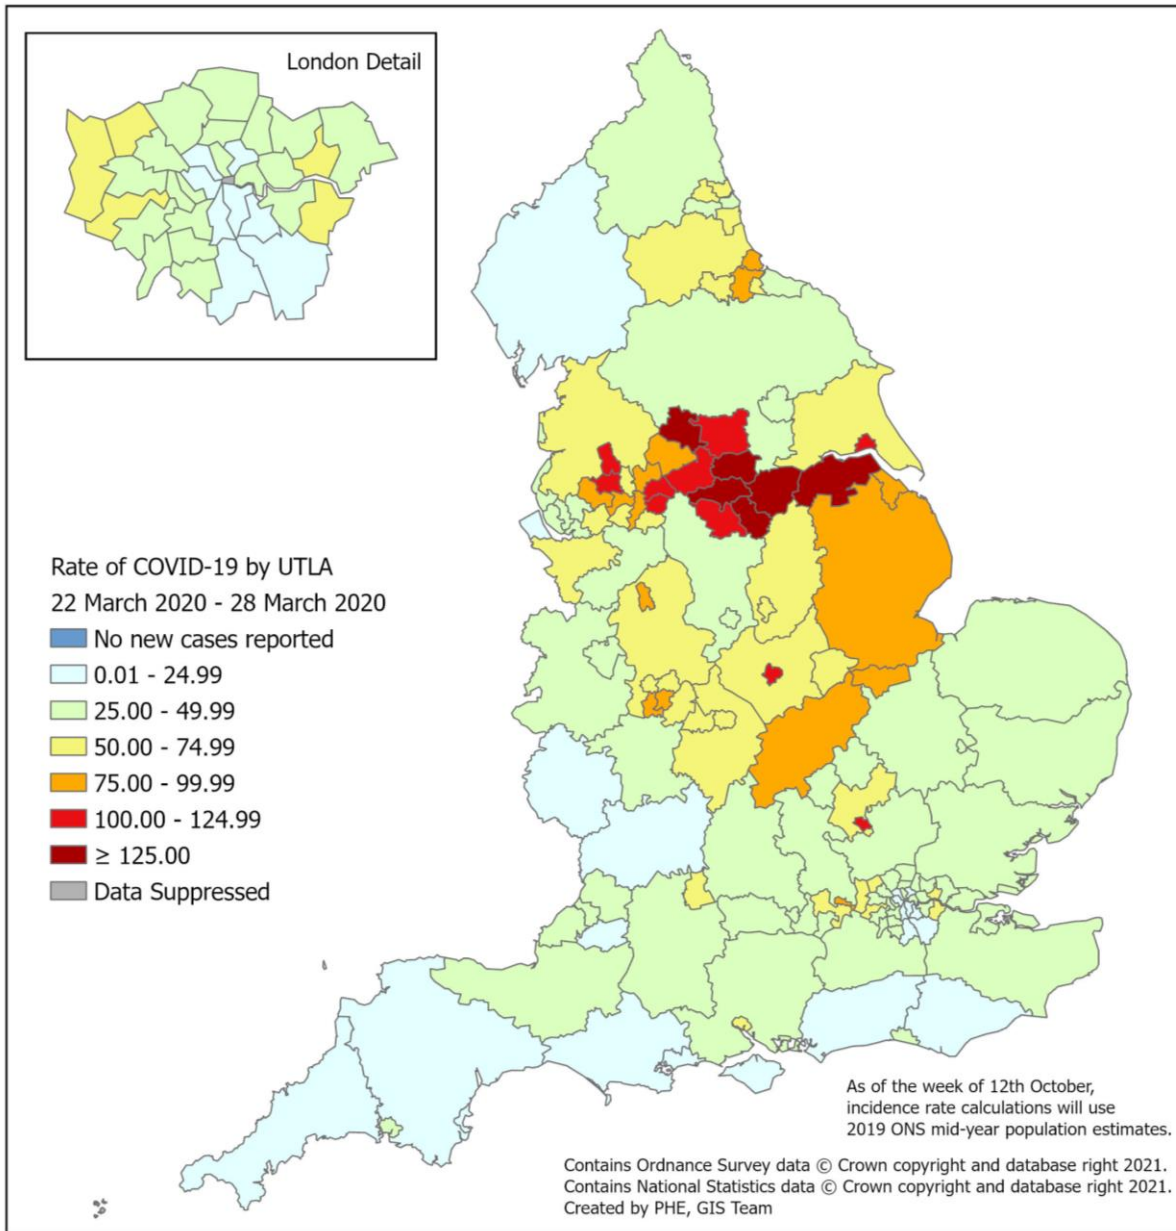 London Detail
Rate of COVID-19 by UTLA
22 March 2020 - 28 March 2020
No new cases reported
0.01 - 24.99
25.00 - 49.99
50.00 - 74.99
75.00 - 99.99
100.00 - 124.99
≥ 125.00
Data Suppressed
As of the week of 12th October,
incidence rate calculations will use
2019 ONS mid-year population estimates.
Contains Ordnance Survey data © Crown copyright and database right 2021.
Contains National Statistics data © Crown copyright and database right 2021.
Created by PHE, GIS Team